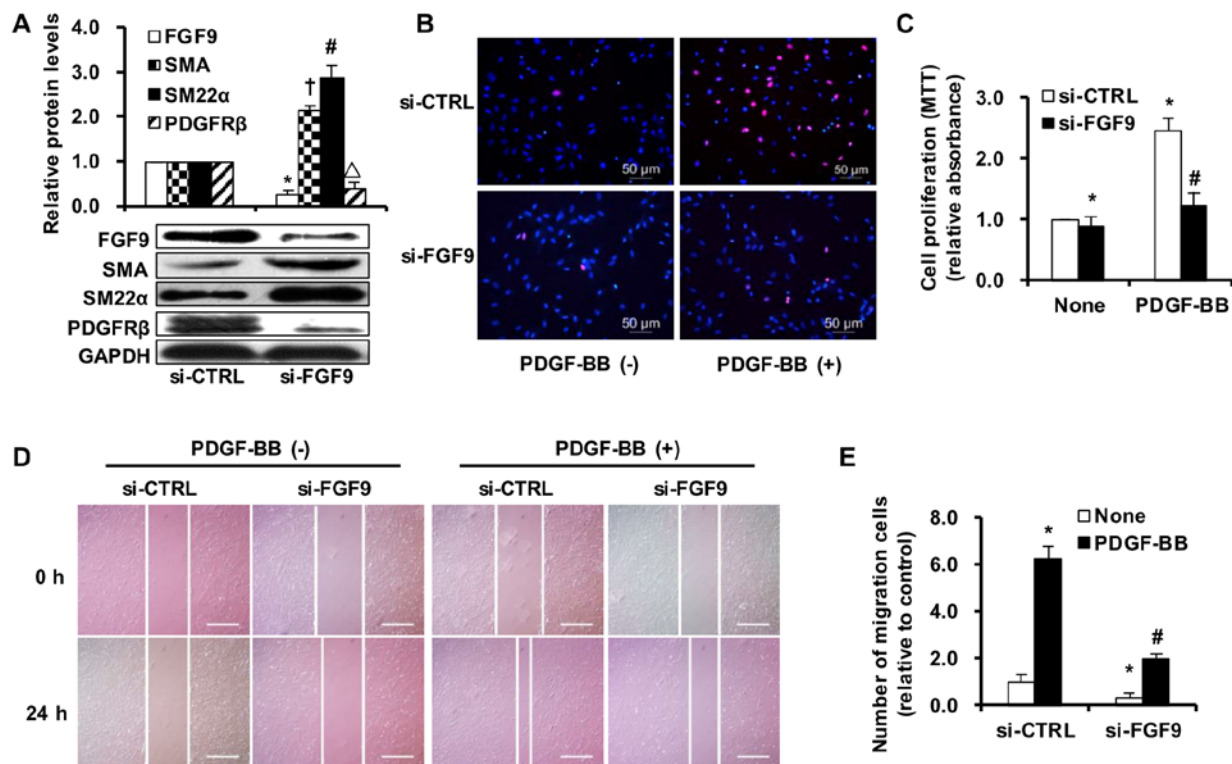 A
Relative protein levels
4.0
3.0
2.0
1.0
0.0
FGF9
SMA
SM22α
PDGFRβ
*
†
#
△
FGF9
SMA
SM22α
PDGFRβ
GAPDH
si-CTRL si-FGF9
B
si-CTRL
50 µm 50 µm
si-FGF9
50 µm 50 µm
PDGF-BB (-) PDGF-BB (+)
C
Cell proliferation (MTT)
(relative absorbance)
3.0
2.0
1.0
0.0
si-CTRL
si-FGF9
*
*
#
None PDGF-BB
D
PDGF-BB (-) PDGF-BB (+)
si-CTRL si-FGF9 si-CTRL si-FGF9
0 h
24 h
E
Number of migration cells
(relative to control)
8.0
6.0
4.0
2.0
0.0
None
PDGF-BB
*
*
#
si-CTRL si-FGF9